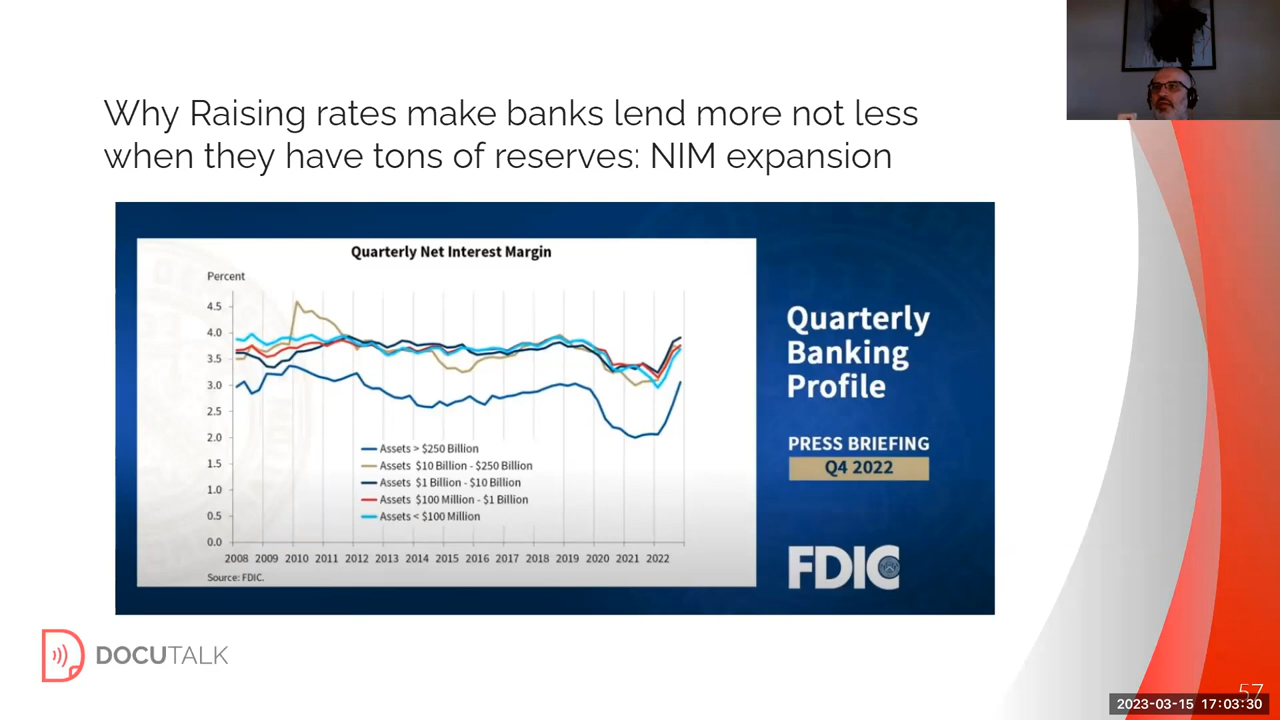 Why Raising rates make banks lend more not less
when they have tons of reserves: NIM expansion
Quarterly Net Interest Margin
Percent
4.5
4.0
3.5
3.0
2.5
2.0
1.5
1.0
0.5
0.0
Assets > $250 Billion
Assets $10 Billion - $250 Billion
Assets $1 Billion - $10 Billion
Assets $100 Million - $1 Billion
Assets < $100 Million
2008 2009 2010 2011 2012 2013 2014 2015 2016 2017 2018 2019 2020 2021 2022
Source: FDIC.
Quarterly
Banking
Profile
PRESS BRIEFING
Q4 2022
FDIC
DOCUTALK
57
2023-03-15 17:03:30